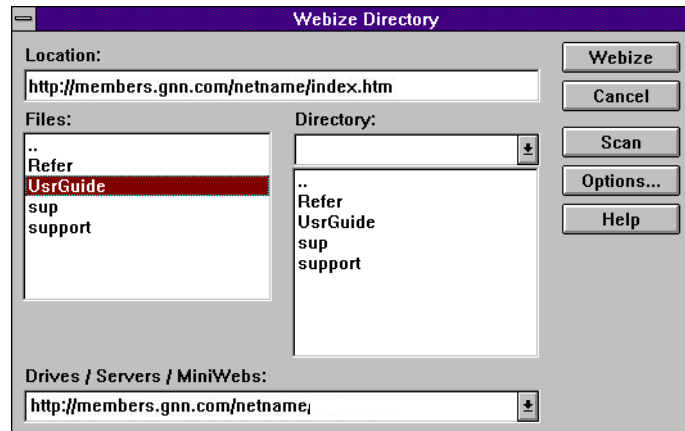 Webize Directory
Location:
http://members.gnn.com/netname/index.htm
Files:
..
Refer
UsrGuide
sup
support
Directory:
..
Refer
UsrGuide
sup
support
Drives / Servers / MiniWebs:
http://members.gnn.com/netname/
Webize
Cancel
Scan
Options...
Help